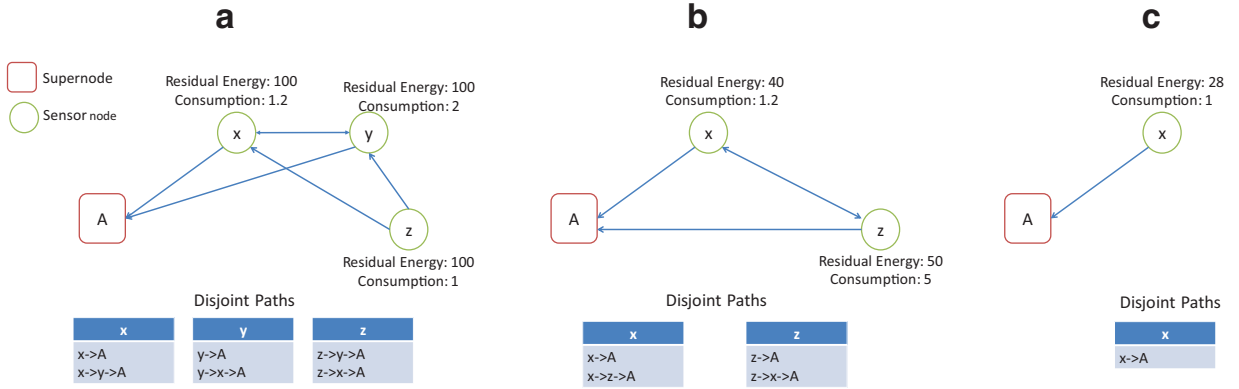 a
b
c
Supernode
Sensor node
Residual Energy: 100
Consumption: 1.2
Residual Energy: 100
Consumption: 2
x
y
A
z
Residual Energy: 100
Consumption: 1
Disjoint Paths
x
y
z
x->A
x->y->A
y->A
y->x->A
z->y->A
z->x->A
Residual Energy: 40
Consumption: 1.2
x
A
z
Residual Energy: 50
Consumption: 5
Disjoint Paths
x
z
x->A
x->z->A
z->A
z->x->A
Residual Energy: 28
Consumption: 1
x
A
Disjoint Paths
x
x->A